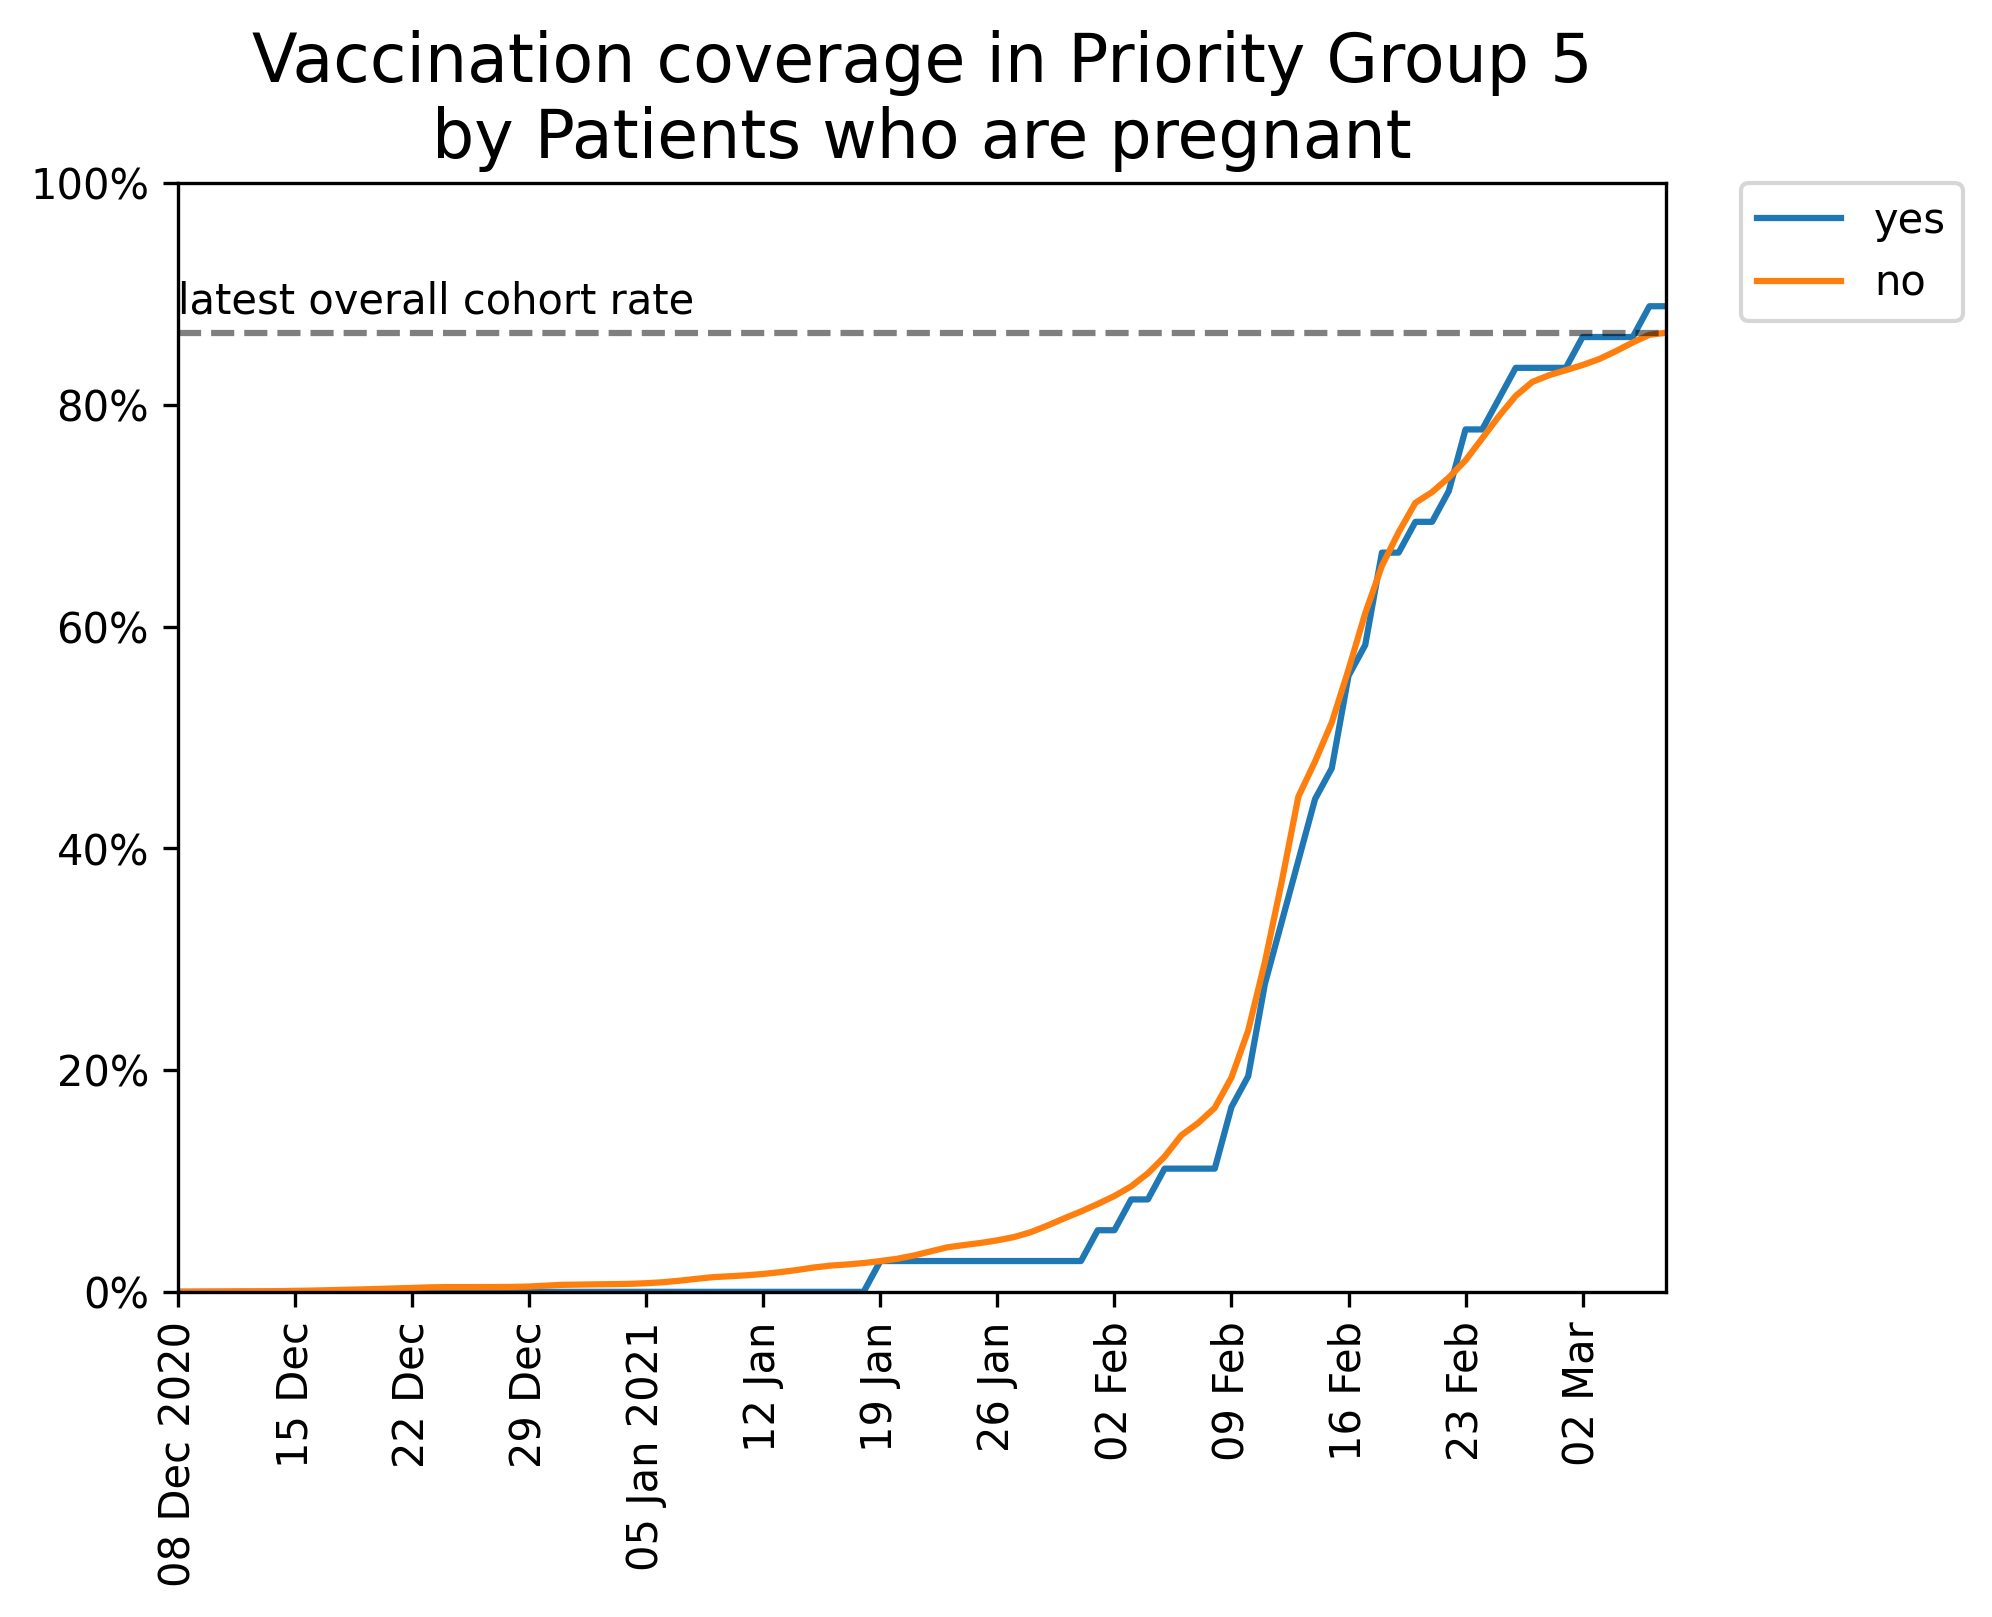 Vaccination coverage in Priority Group 5
by Patients who are pregnant
100%
80%
60%
40%
20%
0%
latest overall cohort rate
yes
no
08 Dec 2020
15 Dec
22 Dec
29 Dec
05 Jan 2021
12 Jan
19 Jan
26 Jan
02 Feb
09 Feb
16 Feb
23 Feb
02 Mar